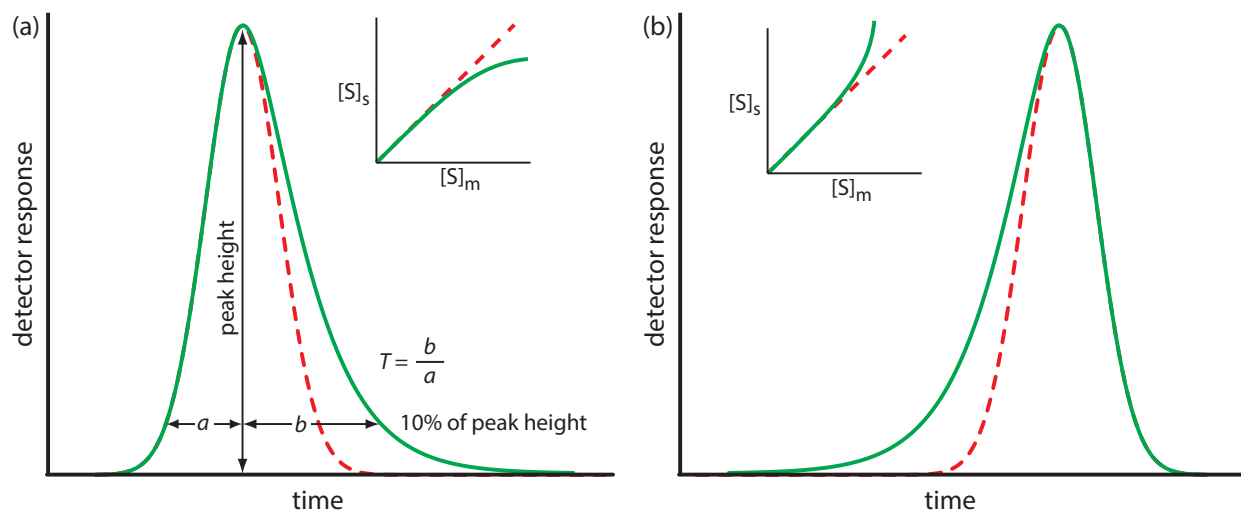 (a)
detector response
peak height
[S]s
[S]m
T = b/a
a
b
10% of peak height
time
(b)
detector response
[S]s
[S]m
time